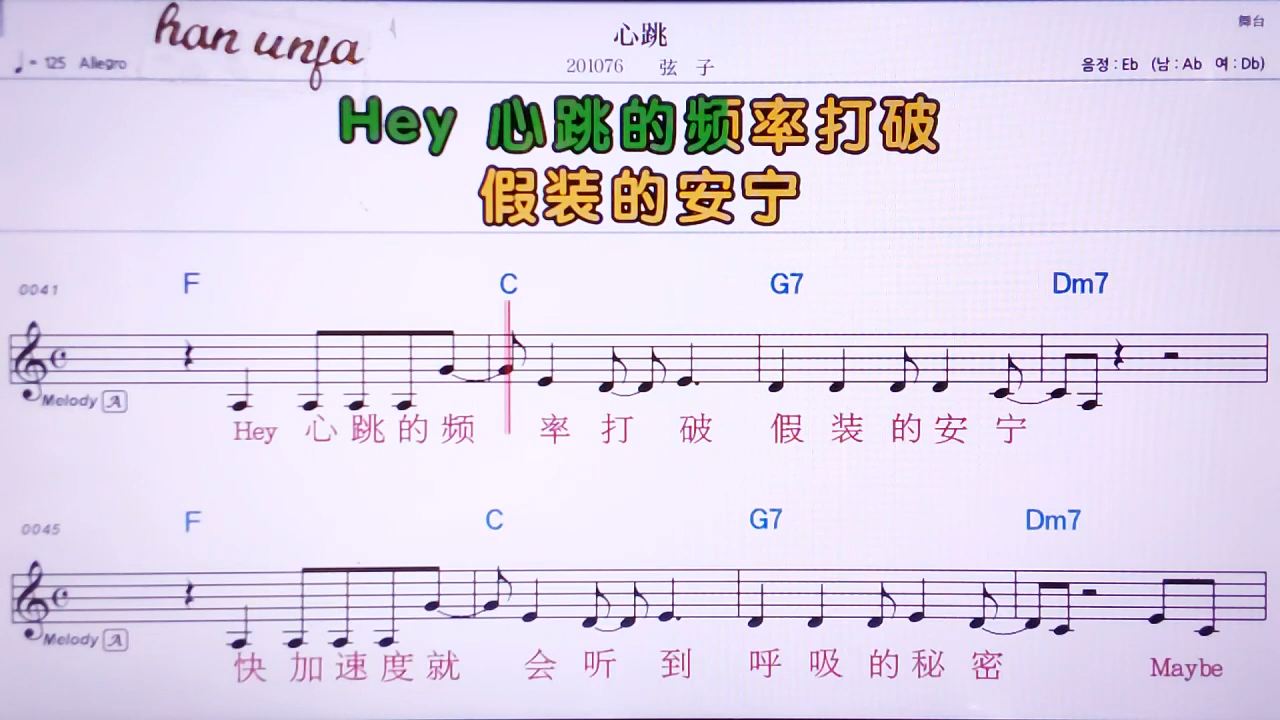 han unfa
心跳
舞台
♩= 125 Allegro
201076 弦 子
음정 : Eb (남 : Ab 여 : Db)
Hey 心跳的频率打破
假装的安宁
0041 F C G7 Dm7
Melody A
Hey 心 跳 的 频 率 打 破 假 装 的 安 宁
0045 F C G7 Dm7
Melody A
快 加 速 度 就 会 听 到 呼 吸 的 秘 密 Maybe